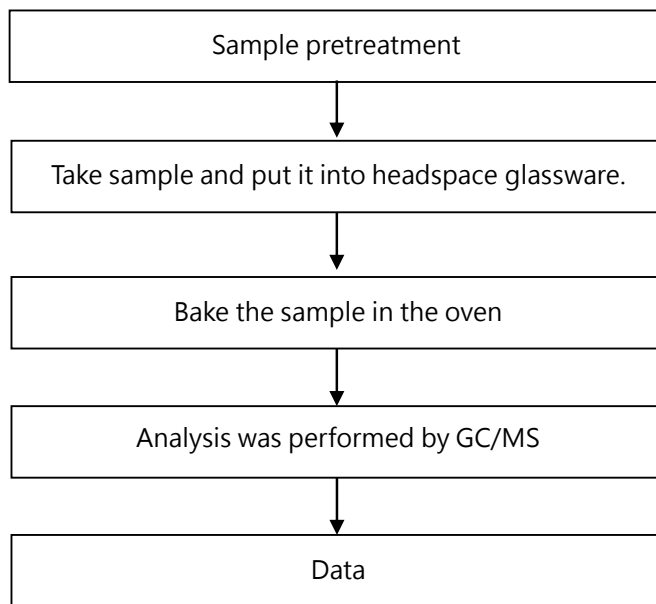 Sample pretreatment
Take sample and put it into headspace glassware.
Bake the sample in the oven
Analysis was performed by GC/MS
Data